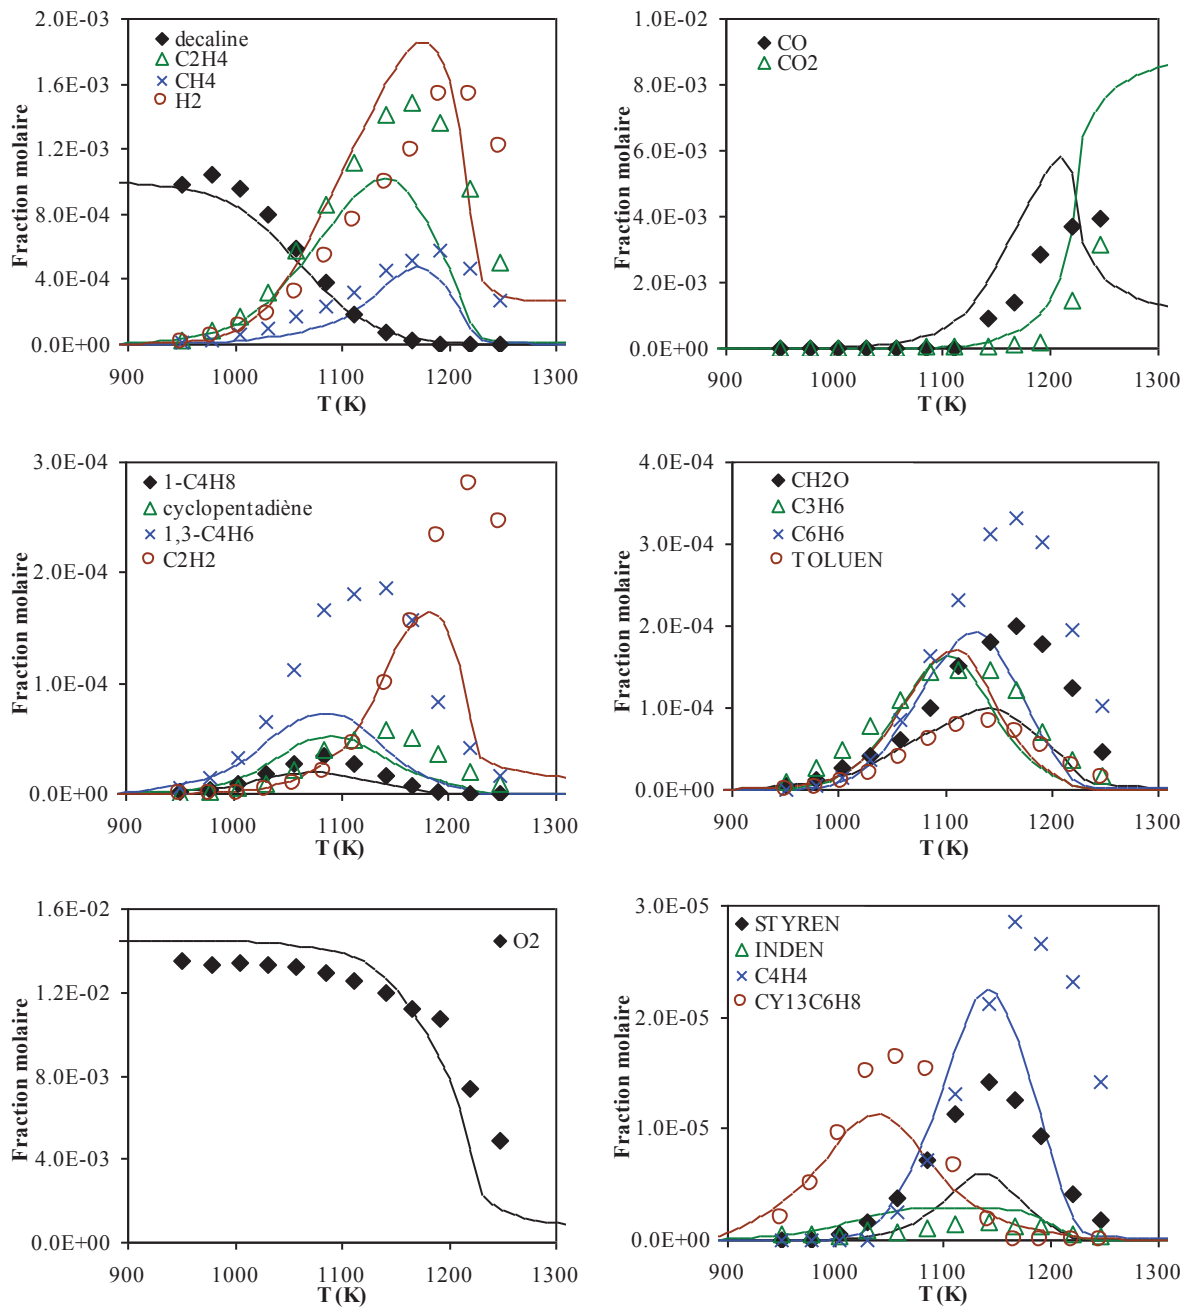 2.0E-03
1.6E-03
1.2E-03
8.0E-04
4.0E-04
0.0E+00
Fraction molaire
decaline
C2H4
CH4
H2
900 1000 1100 1200 1300
T (K)
1.0E-02
8.0E-03
6.0E-03
4.0E-03
2.0E-03
0.0E+00
Fraction molaire
CO
CO2
900 1000 1100 1200 1300
T (K)
3.0E-04
2.0E-04
1.0E-04
0.0E+00
Fraction molaire
1-C4H8
cyclopentadiène
1,3-C4H6
C2H2
900 1000 1100 1200 1300
T (K)
4.0E-04
3.0E-04
2.0E-04
1.0E-04
0.0E+00
Fraction molaire
CH2O
C3H6
C6H6
TOLUEN
900 1000 1100 1200 1300
T (K)
1.6E-02
1.2E-02
8.0E-03
4.0E-03
0.0E+00
Fraction molaire
O2
900 1000 1100 1200 1300
T (K)
3.0E-05
2.0E-05
1.0E-05
0.0E+00
Fraction molaire
STYREN
INDEN
C4H4
CY13C6H8
900 1000 1100 1200 1300
T (K)